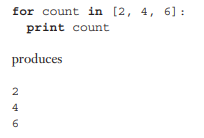 for count in [2, 4, 6]:
  print count
produces
2
4
6